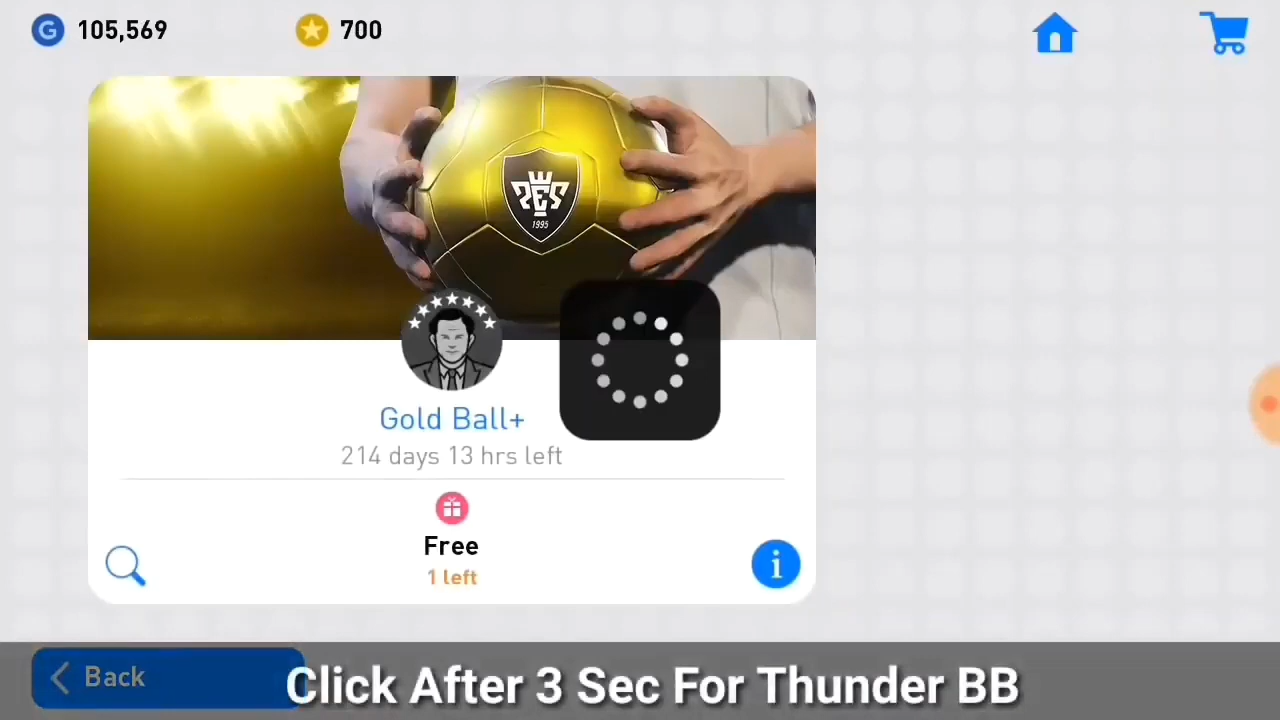 G 105,569
700
PES
1995
Gold Ball+
214 days 13 hrs left
Free
1 left
i
Back
Click After 3 Sec For Thunder BB